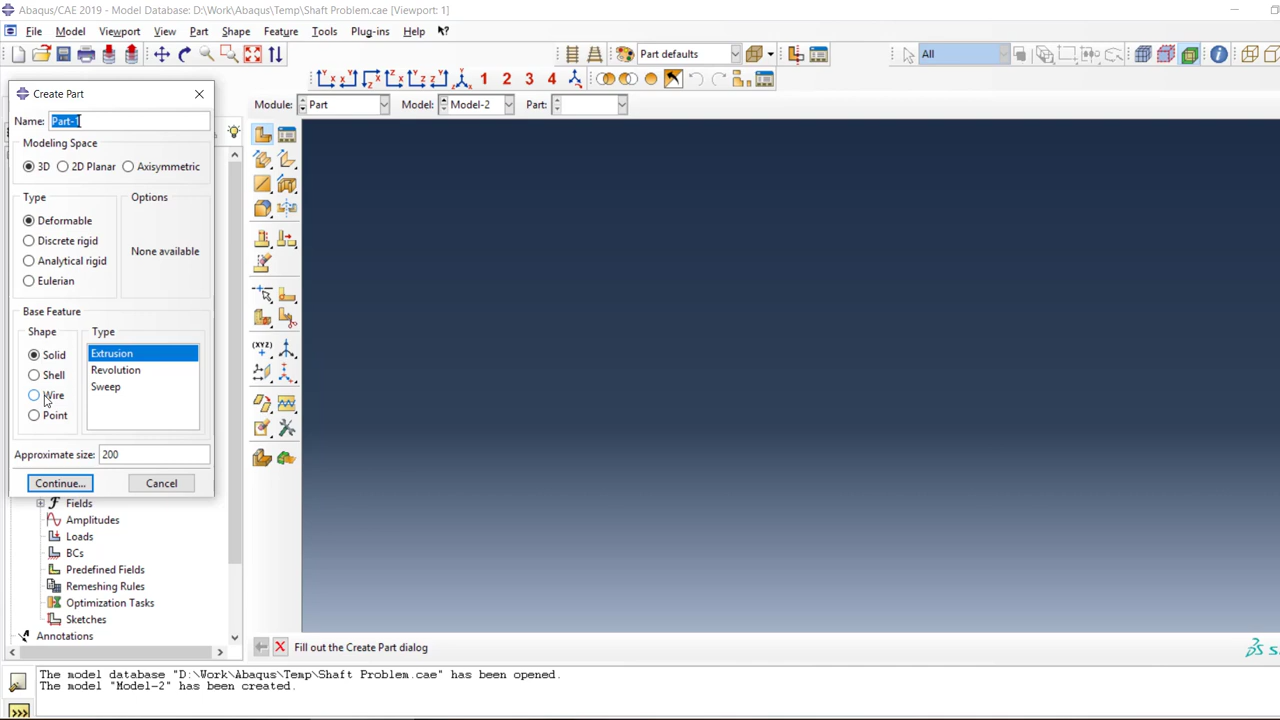 Abaqus/CAE 2019 - Model Database: D:\Work\Abaqus\Temp\Shaft Problem.cae [Viewport: 1]
File Model Viewport View Part Shape Feature Tools Plug-ins Help
Part defaults
All
1 2 3 4
Module: Part Model: Model-2 Part:
Create Part
Name: Part-1
Modeling Space
3D 2D Planar Axisymmetric
Type Options
Deformable
Discrete rigid
None available
Analytical rigid
Eulerian
Base Feature
Shape Type
Solid Extrusion
Shell Revolution
Wire Sweep
Point
Approximate size: 200
Continue... Cancel
Fields
Amplitudes
Loads
BCs
Predefined Fields
Remeshing Rules
Optimization Tasks
Sketches
Annotations
Fill out the Create Part dialog
The model database "D:\Work\Abaqus\Temp\Shaft Problem.cae" has been opened.
The model "Model-2" has been created.